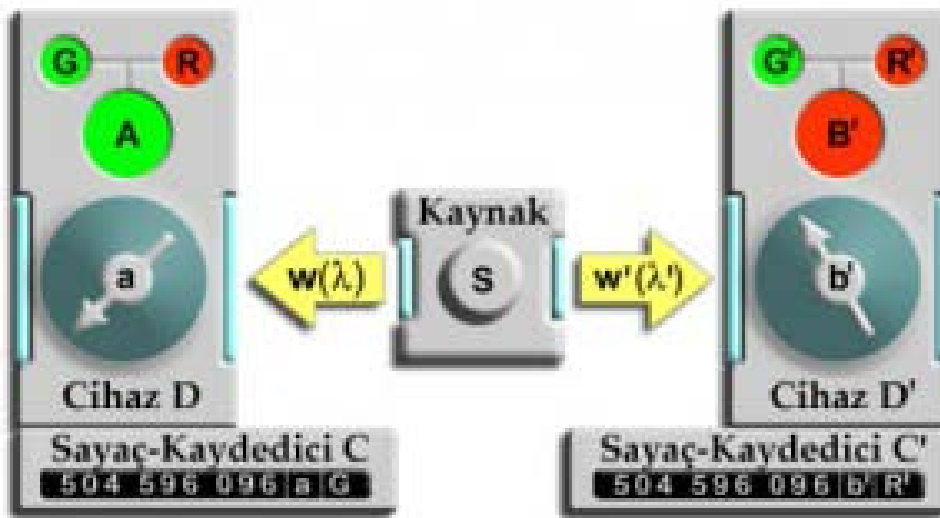 G R
A
a
Cihaz D
Sayaç-Kaydedici C
504 596 096 a G
w(λ)
Kaynak
S
w'(λ')
G' R'
B'
b'
Cihaz D'
Sayaç-Kaydedici C'
504 596 096 b' R'